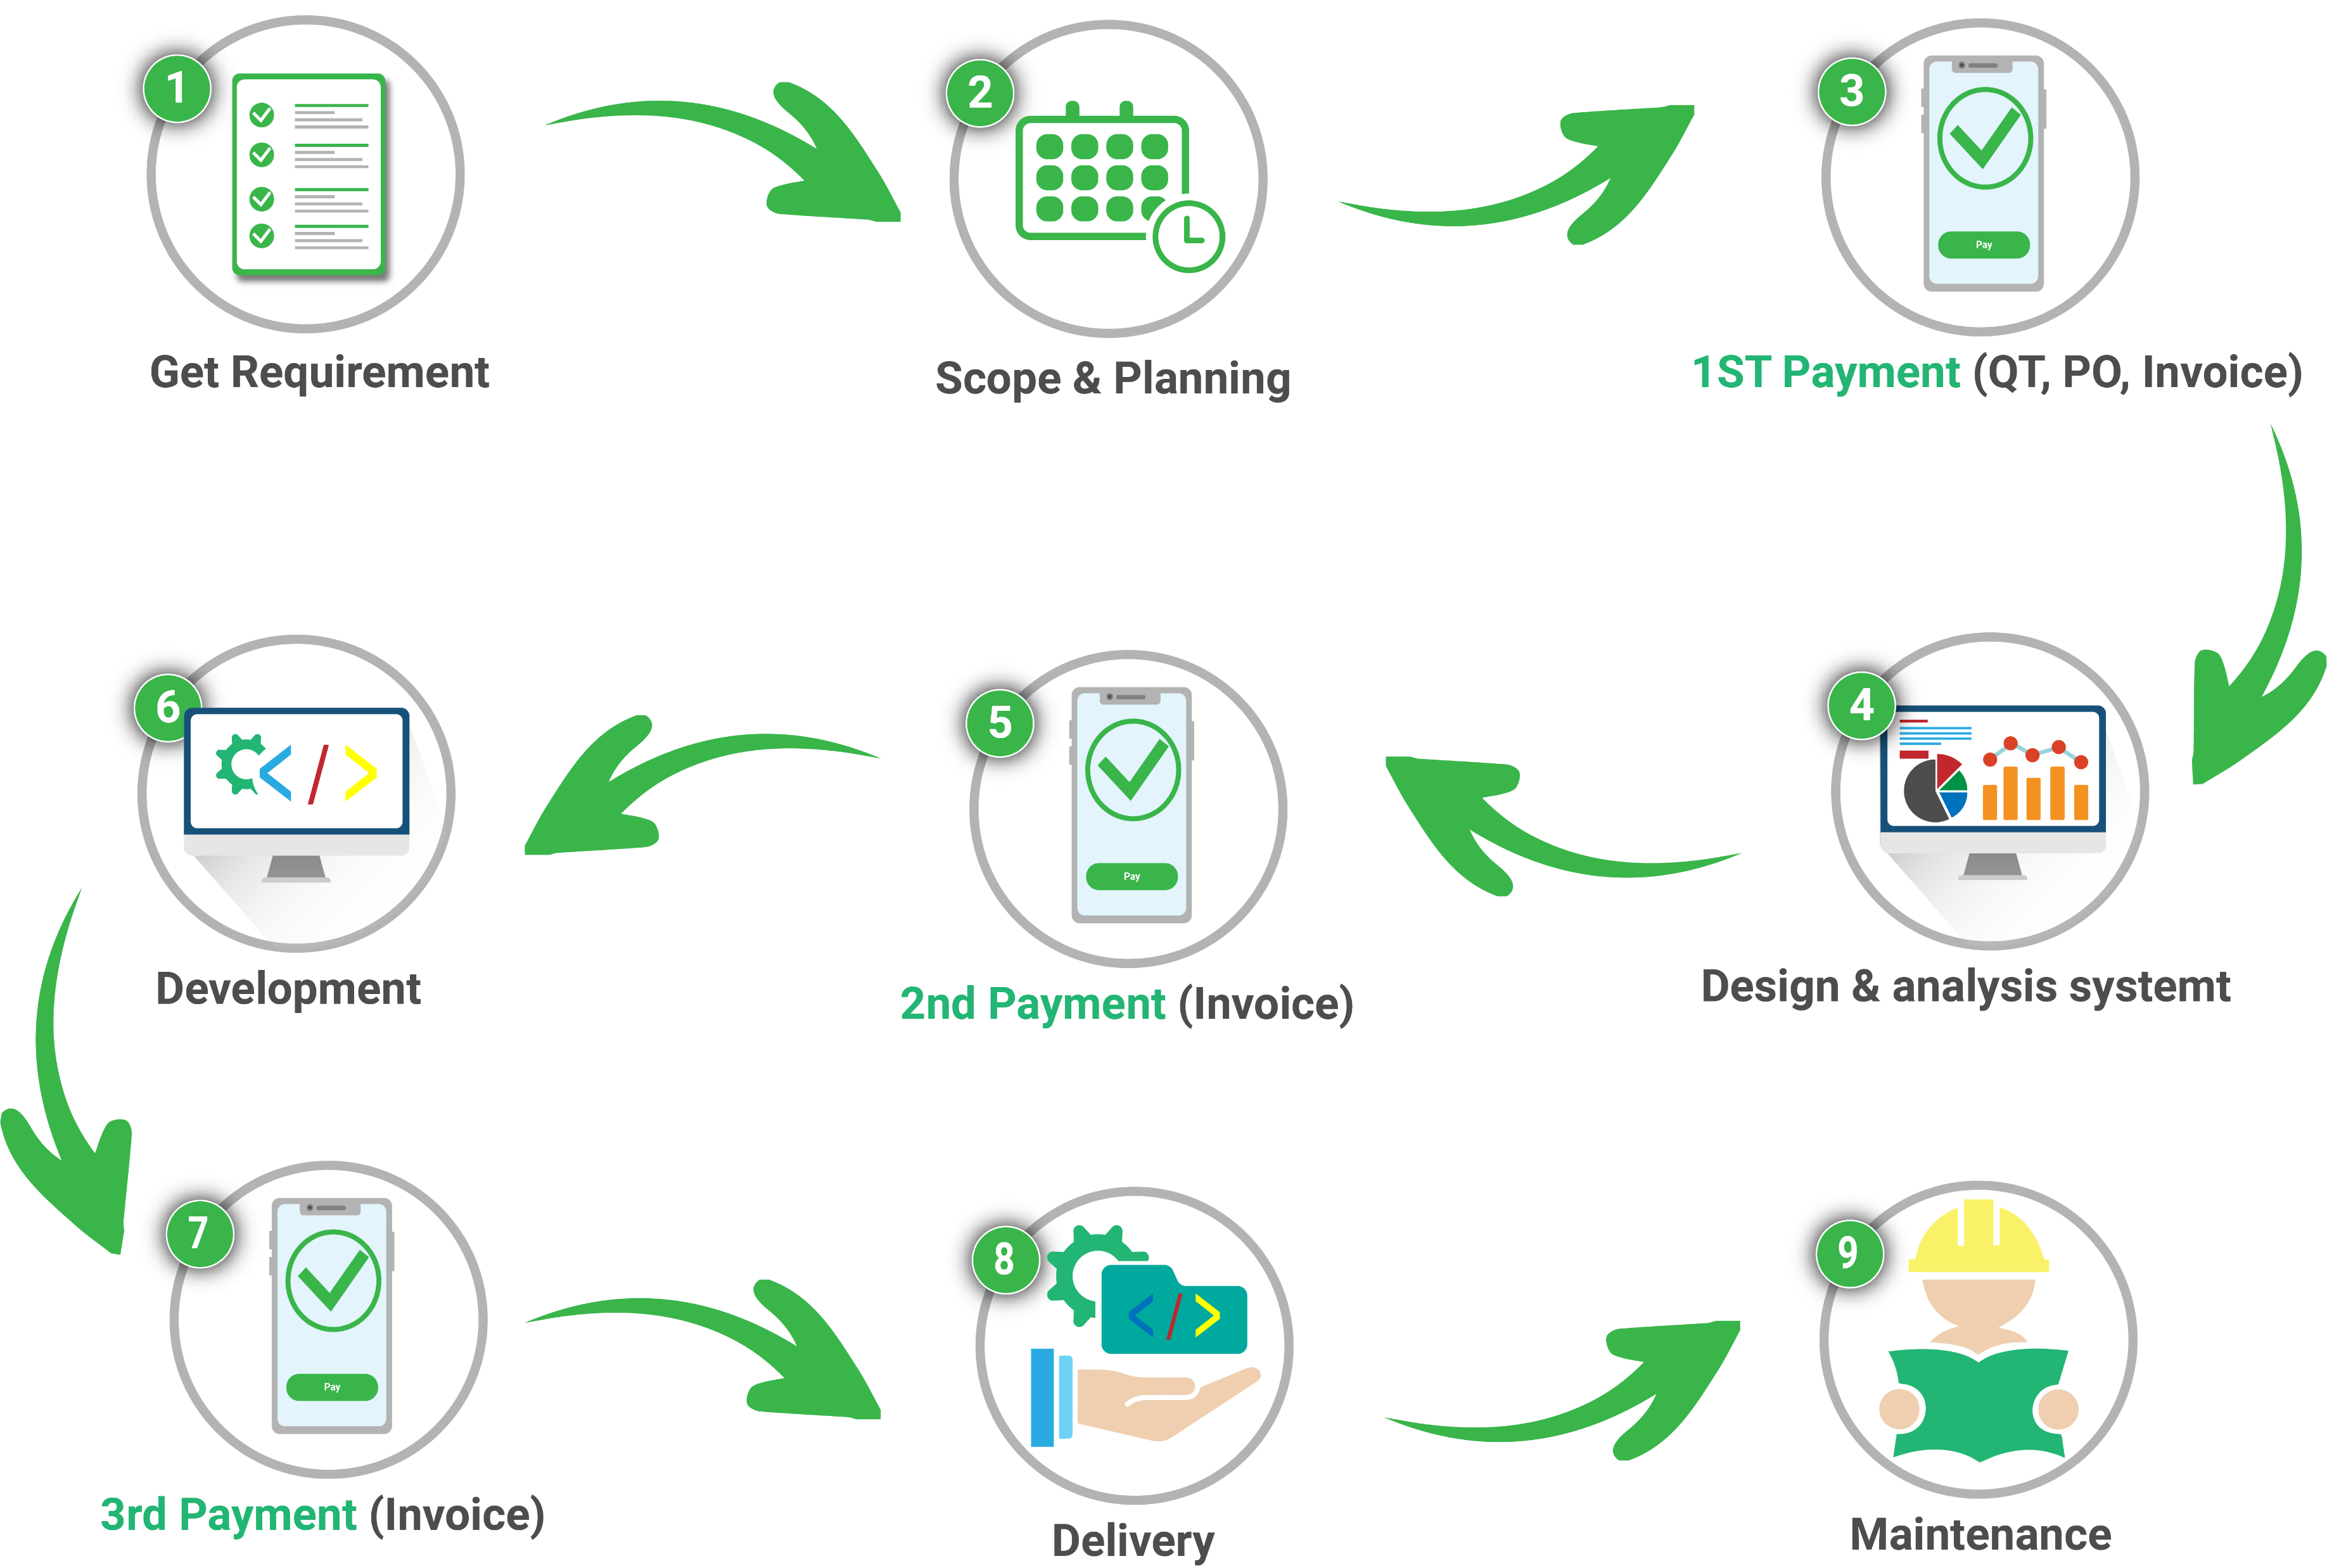 1
Get Requirement
2
Scope & Planning
3
Pay
1ST Payment (QT, PO, Invoice)
4
Design & analysis systemt
5
Pay
2nd Payment (Invoice)
6
</>
Development
7
Pay
3rd Payment (Invoice)
8
</>
Delivery
9
Maintenance